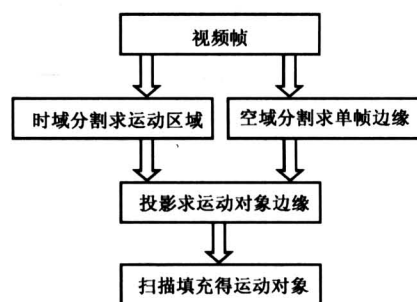 视频帧
时域分割求运动区域
空域分割求单帧边缘
投影求运动对象边缘
扫描填充得运动对象